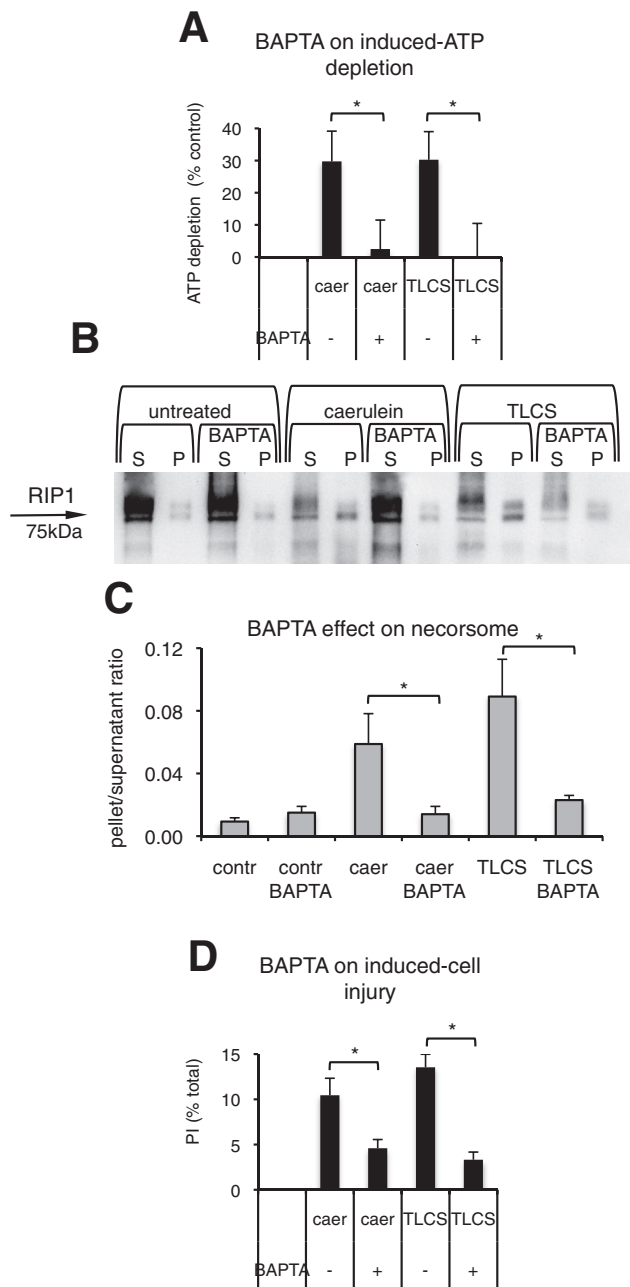 A
BAPTA on induced-ATP
depletion
ATP depletion (% control)
* *
40
30
20
10
0
caer caer TLCS TLCS
BAPTA - + - +
B
untreated caerulein TLCS
BAPTA BAPTA BAPTA
S P S P S P S P S P S P
RIP1
75kDa
C
BAPTA effect on necorsome
pellet/supernatant ratio
* *
0.12
0.08
0.04
0.00
contr contr caer caer TLCS TLCS
BAPTA BAPTA BAPTA
D
BAPTA on induced-cell
injury
PI (% total)
* *
15
10
5
0
caer caer TLCS TLCS
BAPTA - + - +